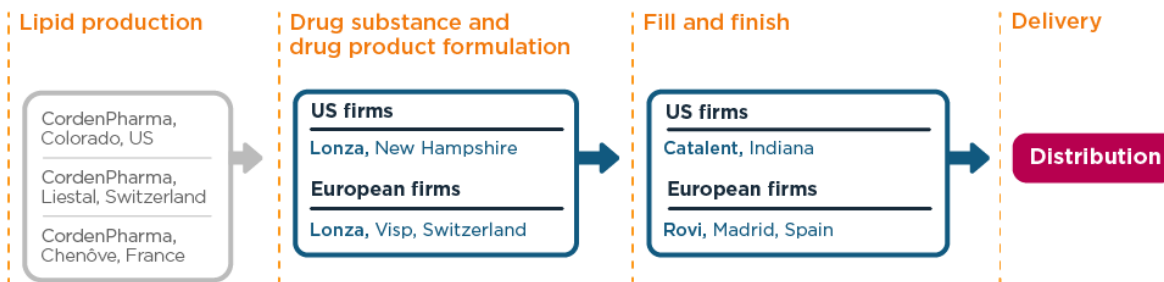 Lipid production
CordenPharma,
Colorado, US
CordenPharma,
Liestal, Switzerland
CordenPharma,
Chenôve, France
Drug substance and
drug product formulation
US firms
Lonza, New Hampshire
European firms
Lonza, Visp, Switzerland
Fill and finish
US firms
Catalent, Indiana
European firms
Rovi, Madrid, Spain
Delivery
Distribution